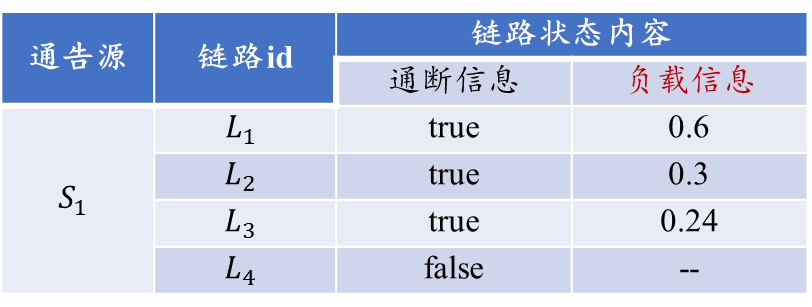 通告源 链路id 链路状态内容
通断信息 负载信息
S₁ L₁ true 0.6
L₂ true 0.3
L₃ true 0.24
L₄ false --